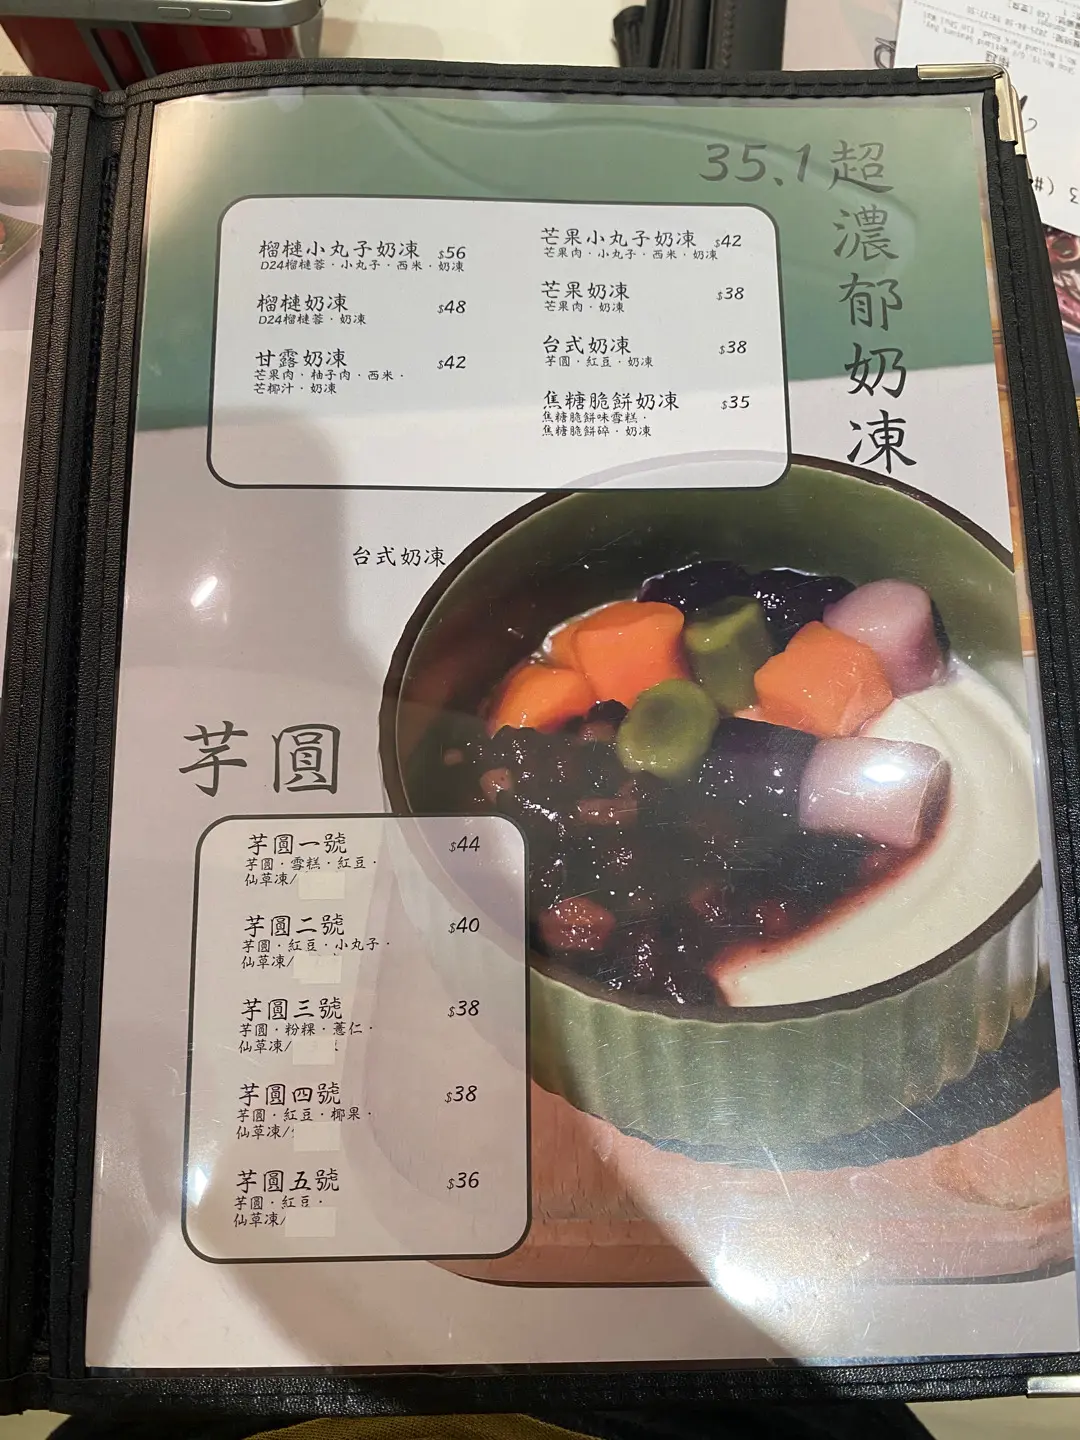 35.1超濃郁奶凍
榴槤小丸子奶凍 $56
D24榴槤蓉·小丸子·西米·奶凍
榴槤奶凍 $48
D24榴槤蓉·奶凍
甘露奶凍 $42
芒果肉·柚子肉·西米·
芒椰汁·奶凍
芒果小丸子奶凍 $42
芒果肉·小丸子·西米·奶凍
芒果奶凍 $38
芒果肉·奶凍
台式奶凍 $38
芋圓·紅豆·奶凍
焦糖脆餅奶凍 $35
焦糖脆餅味雪糕·
焦糖脆餅碎·奶凍
台式奶凍
芋圓
芋圓一號 $44
芋圓·雪糕·紅豆·
仙草凍/
芋圓二號 $40
芋圓·紅豆·小丸子·
仙草凍/
芋圓三號 $38
芋圓·粉粿·薏仁·
仙草凍/
芋圓四號 $38
芋圓·紅豆·椰果·
仙草凍/
芋圓五號 $36
芋圓·紅豆·
仙草凍/